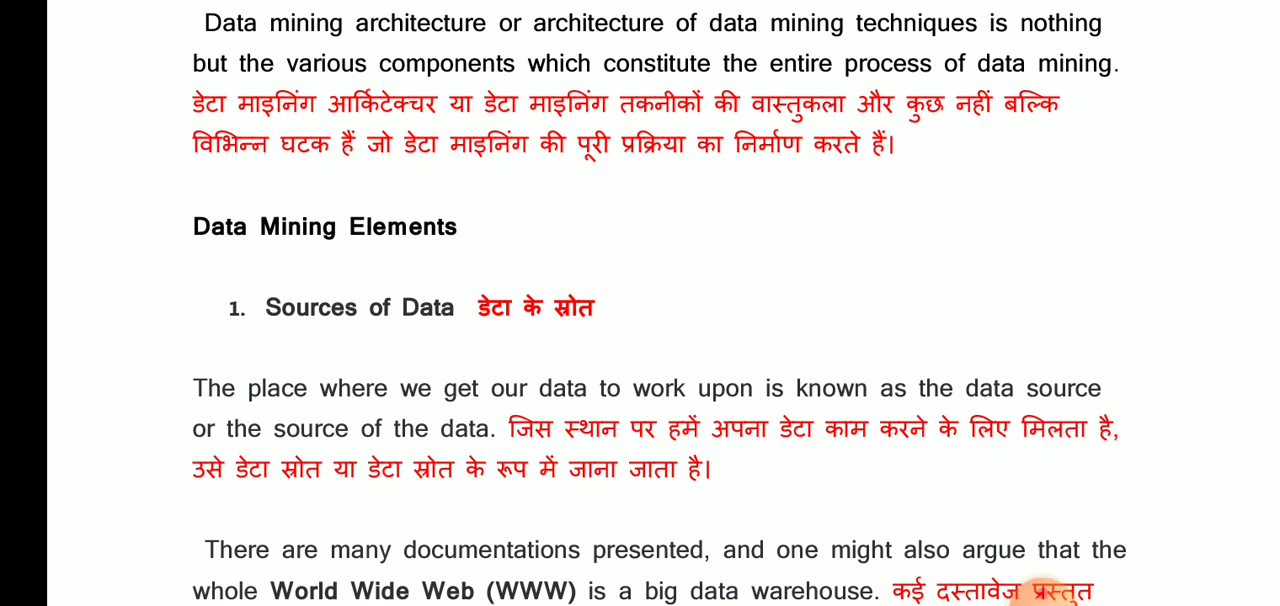 Data mining architecture or architecture of data mining techniques is nothing
but the various components which constitute the entire process of data mining.
डेटा माइनिंग आर्किटेक्चर या डेटा माइनिंग तकनीकों की वास्तुकला और कुछ नहीं बल्कि
विभिन्न घटक हैं जो डेटा माइनिंग की पूरी प्रक्रिया का निर्माण करते हैं।
Data Mining Elements
1. Sources of Data डेटा के स्रोत
The place where we get our data to work upon is known as the data source
or the source of the data. जिस स्थान पर हमें अपना डेटा काम करने के लिए मिलता है,
उसे डेटा स्रोत या डेटा स्रोत के रूप में जाना जाता है।
There are many documentations presented, and one might also argue that the
whole World Wide Web (WWW) is a big data warehouse. कई दस्तावेज प्रस्तुत